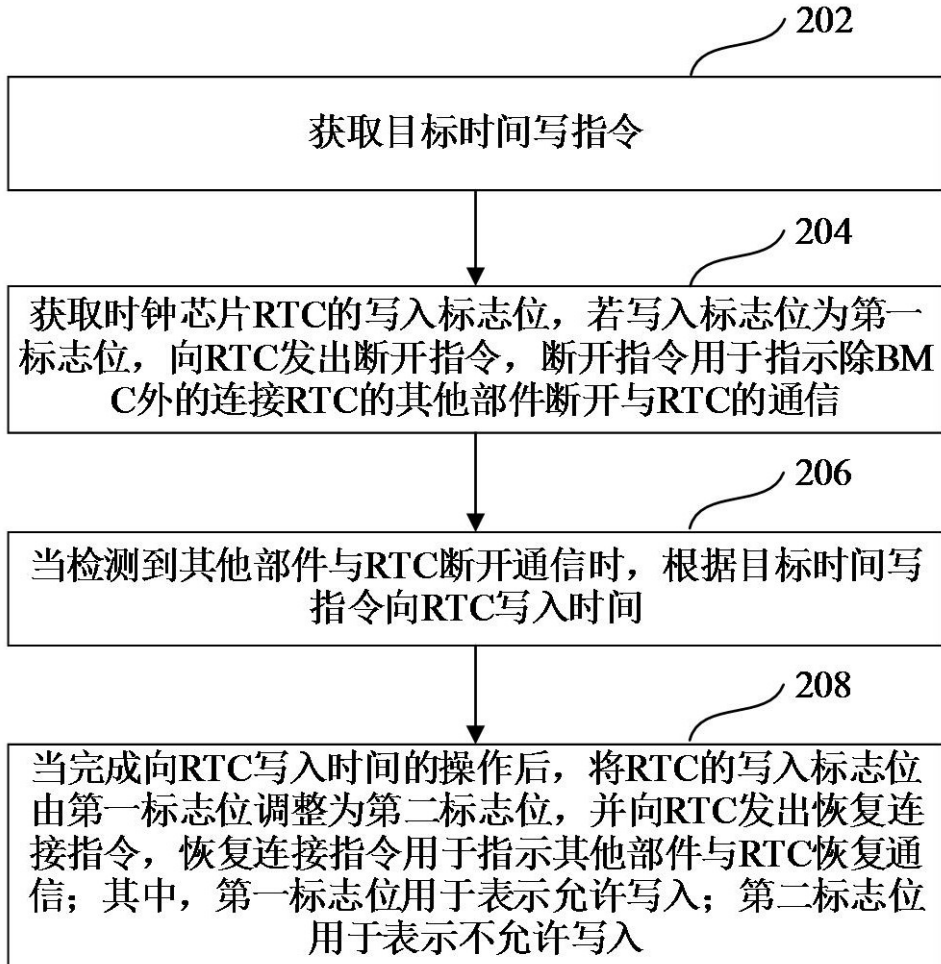 202
获取目标时间写指令
204
获取时钟芯片RTC的写入标志位，若写入标志位为第一
标志位，向RTC发出断开指令，断开指令用于指示除BM
C外的连接RTC的其他部件断开与RTC的通信
206
当检测到其他部件与RTC断开通信时，根据目标时间写
指令向RTC写入时间
208
当完成向RTC写入时间的操作后，将RTC的写入标志位
由第一标志位调整为第二标志位，并向RTC发出恢复连
接指令，恢复连接指令用于指示其他部件与RTC恢复通
信；其中，第一标志位用于表示允许写入；第二标志位
用于表示不允许写入